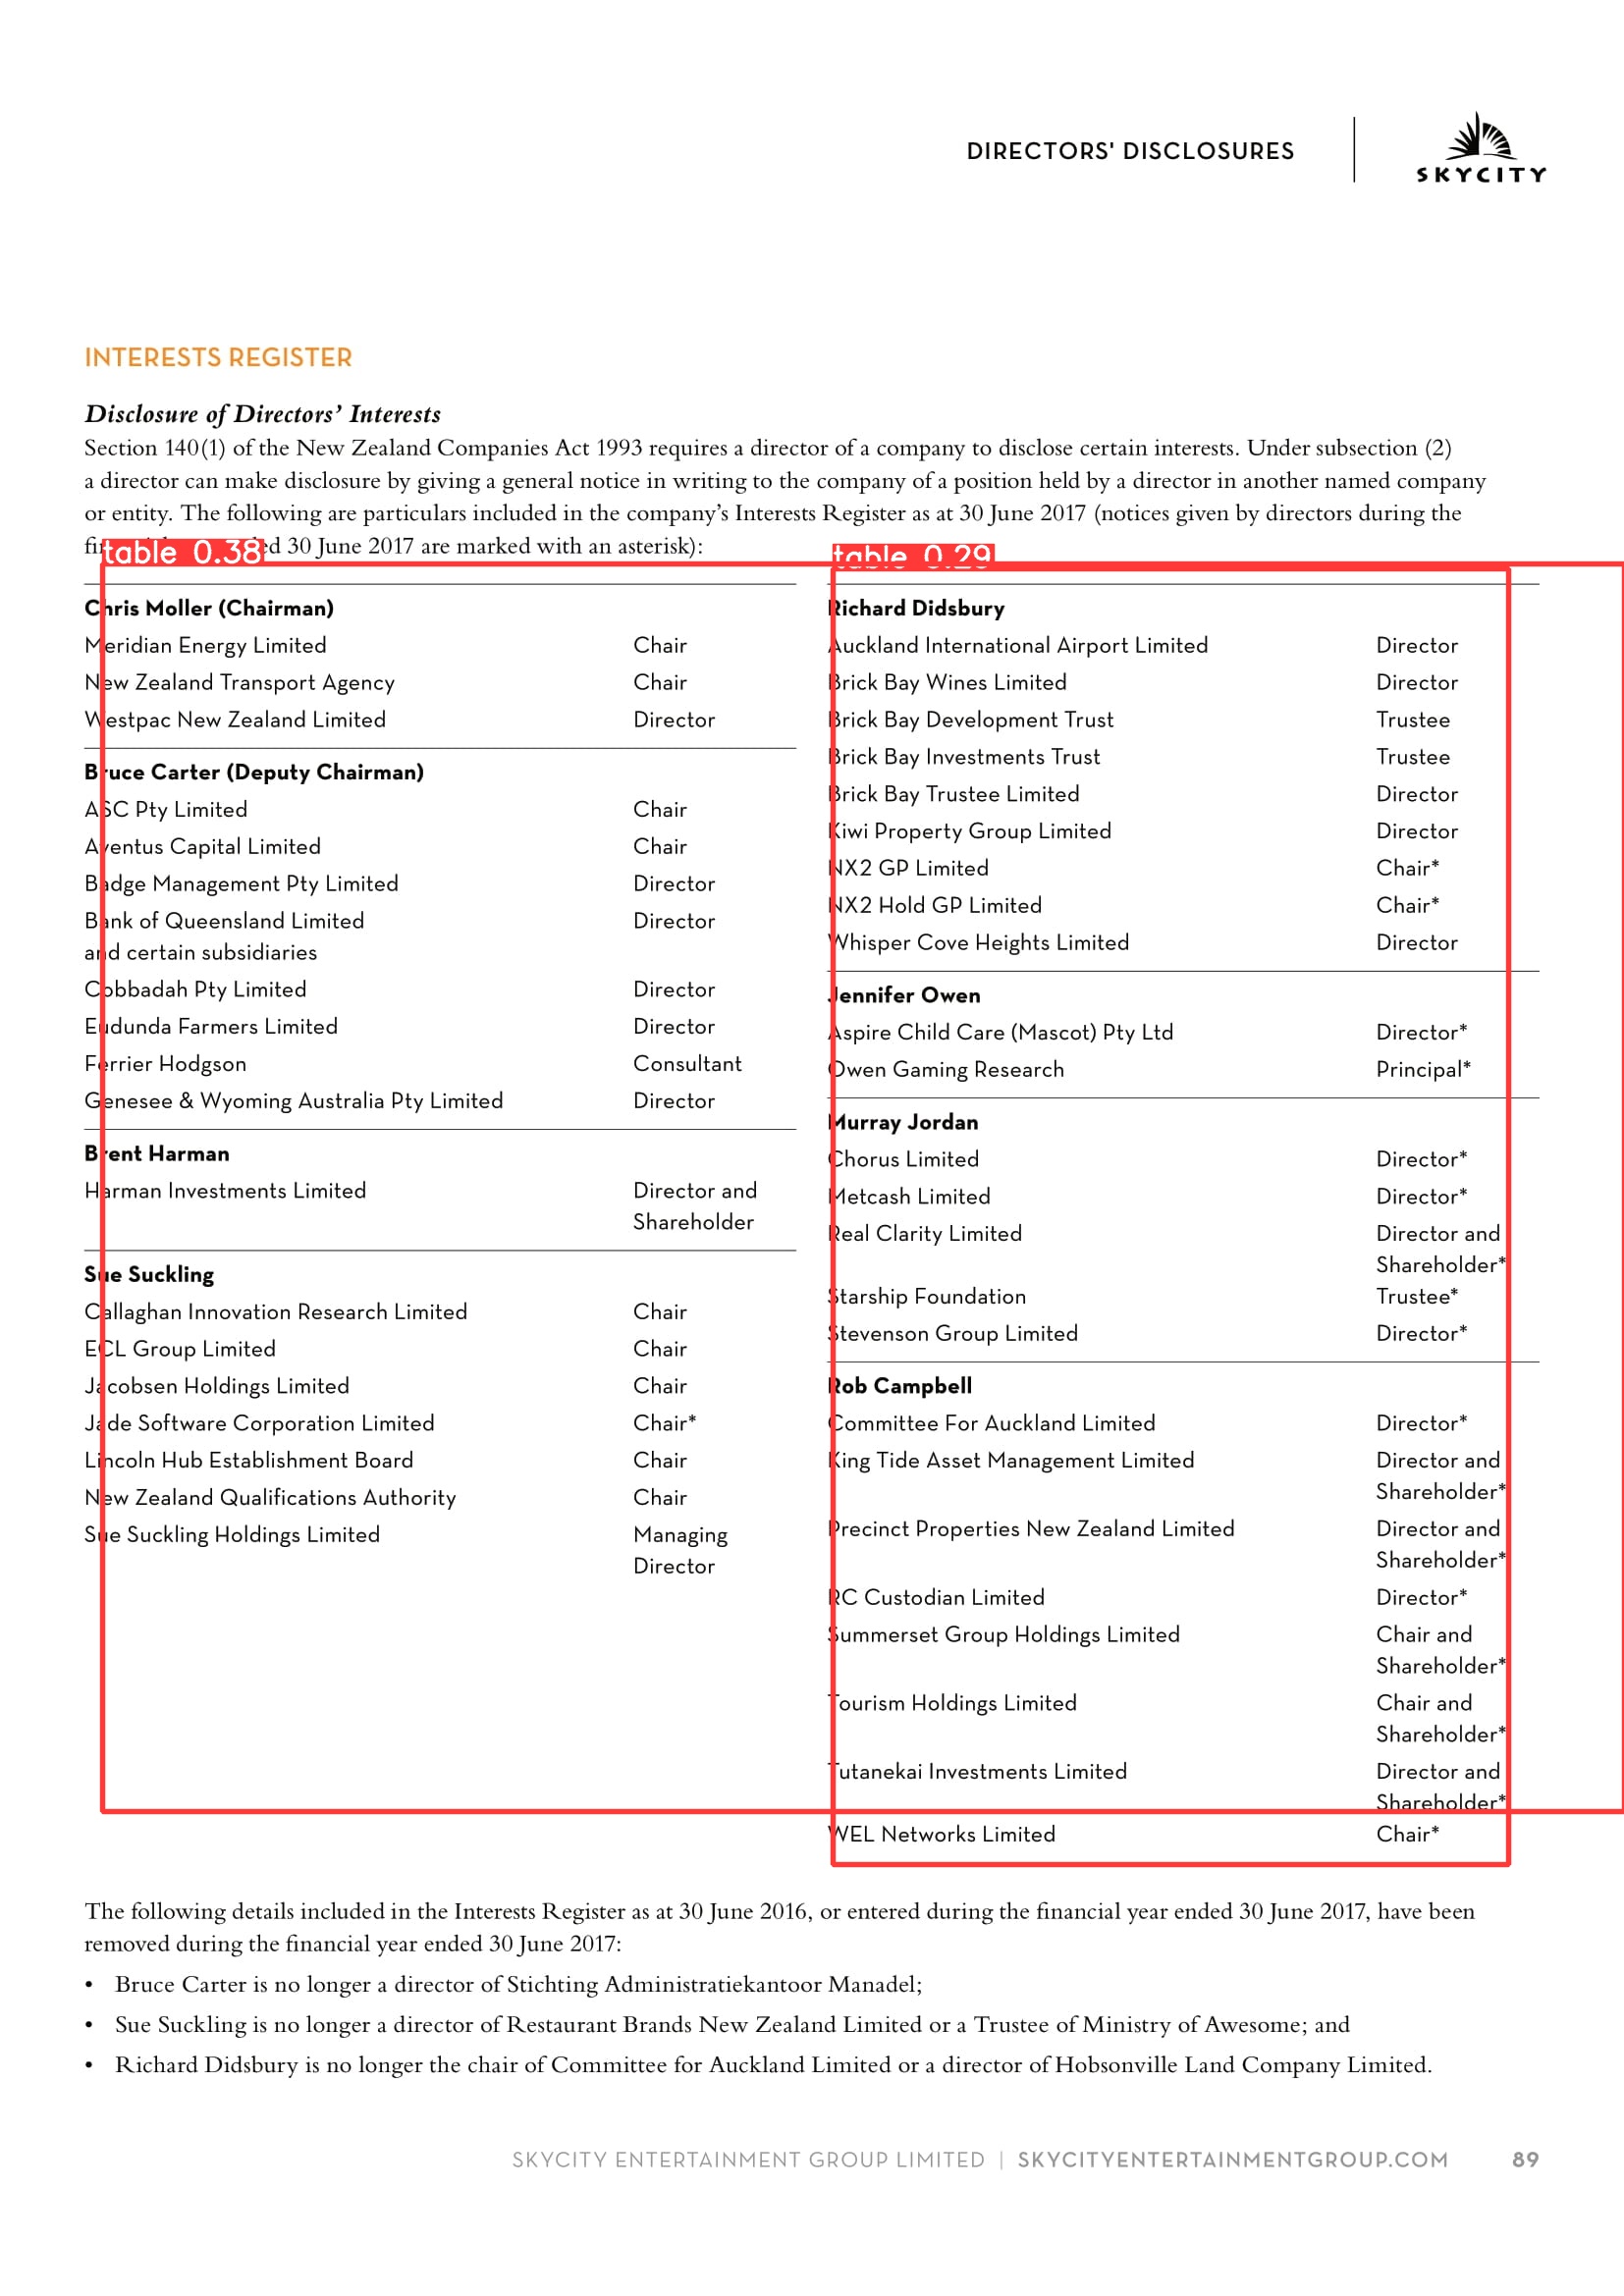 DIRECTORS' DISCLOSURES
SKYCITY
INTERESTS REGISTER
Disclosure of Directors' Interests
Section 140(1) of the New Zealand Companies Act 1993 requires a director of a company to disclose certain interests. Under subsection (2)
a director can make disclosure by giving a general notice in writing to the company of a position held by a director in another named company
or entity. The following are particulars included in the company's Interests Register as at 30 June 2017 (notices given by directors during the
30 June 2017 are marked with an asterisk):
table 0.38
table 0.29
Chris Moller (Chairman)
Meridian Energy Limited Chair
New Zealand Transport Agency Chair
Westpac New Zealand Limited Director
Bruce Carter (Deputy Chairman)
ASC Pty Limited Chair
Aventus Capital Limited Chair
Badge Management Pty Limited Director
Bank of Queensland Limited Director
and certain subsidiaries
Cobbadah Pty Limited Director
Eudunda Farmers Limited Director
Ferrier Hodgson Consultant
Genesee & Wyoming Australia Pty Limited Director
Brent Harman
Harman Investments Limited Director and
Shareholder
Sue Suckling
Callaghan Innovation Research Limited Chair
ECL Group Limited Chair
Jacobsen Holdings Limited Chair
Jade Software Corporation Limited Chair*
Lincoln Hub Establishment Board Chair
New Zealand Qualifications Authority Chair
Sue Suckling Holdings Limited Managing
Director
Richard Didsbury
Auckland International Airport Limited Director
Brick Bay Wines Limited Director
Brick Bay Development Trust Trustee
Brick Bay Investments Trust Trustee
Brick Bay Trustee Limited Director
Kiwi Property Group Limited Director
NX2 GP Limited Chair*
NX2 Hold GP Limited Chair*
Whisper Cove Heights Limited Director
Jennifer Owen
Aspire Child Care (Mascot) Pty Ltd Director*
Owen Gaming Research Principal*
Murray Jordan
Chorus Limited Director*
Metcash Limited Director*
Real Clarity Limited Director and
Shareholder*
Starship Foundation Trustee*
Stevenson Group Limited Director*
Rob Campbell
Committee For Auckland Limited Director*
King Tide Asset Management Limited Director and
Shareholder*
Precinct Properties New Zealand Limited Director and
Shareholder*
RC Custodian Limited Director*
Summerset Group Holdings Limited Chair and
Shareholder*
Tourism Holdings Limited Chair and
Shareholder*
Tutanekai Investments Limited Director and
Shareholder*
WEL Networks Limited Chair*
The following details included in the Interests Register as at 30 June 2016, or entered during the financial year ended 30 June 2017, have been
removed during the financial year ended 30 June 2017:
• Bruce Carter is no longer a director of Stichting Administratiekantoor Manadel;
• Sue Suckling is no longer a director of Restaurant Brands New Zealand Limited or a Trustee of Ministry of Awesome; and
• Richard Didsbury is no longer the chair of Committee for Auckland Limited or a director of Hobsonville Land Company Limited.
SKYCITY ENTERTAINMENT GROUP LIMITED | SKYCITYENTERTAINMENTGROUP.COM 89